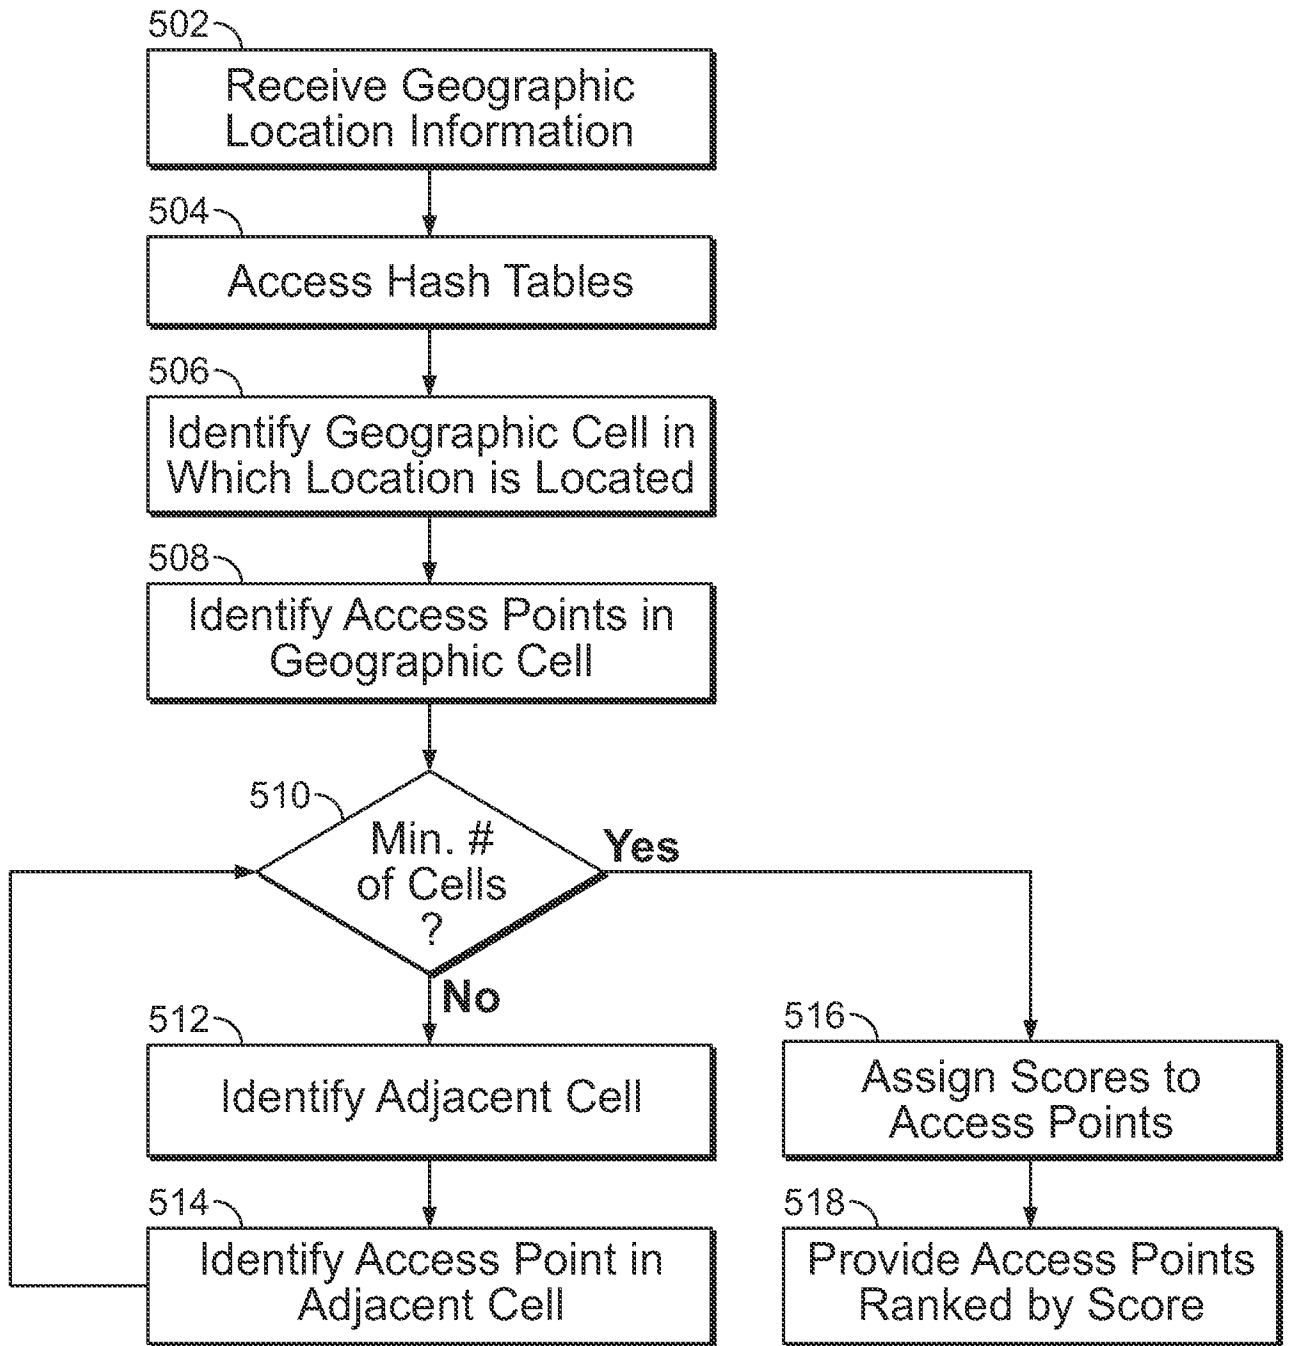 502
Receive Geographic
Location Information
504
Access Hash Tables
506
Identify Geographic Cell in
Which Location is Located
508
Identify Access Points in
Geographic Cell
510
Min. #
of Cells
?
Yes
No
512
Identify Adjacent Cell
514
Identify Access Point in
Adjacent Cell
516
Assign Scores to
Access Points
518
Provide Access Points
Ranked by Score